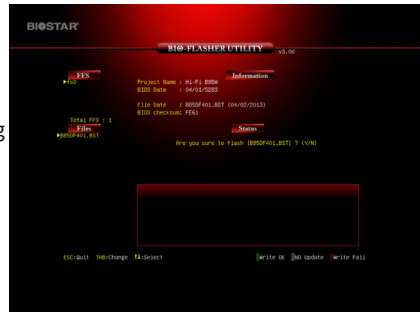 BIOSTAR
BIO-FLASHER UTILITY v3.00
FFS
fs0
Information
Project Name : Hi-Fi B85W
BIOS Date : 04/01/5283
File Date : B85DF401.BST (04/02/2013)
BIOS checksum: FE61
Total FFS : 1
Files
B85DF401.BST
Status
Are you sure to flash (B85DF401.BST) ? (Y/N)
ESC:Quit TAB:Change ↑↓:Select
Write OK NO Update Write Fail